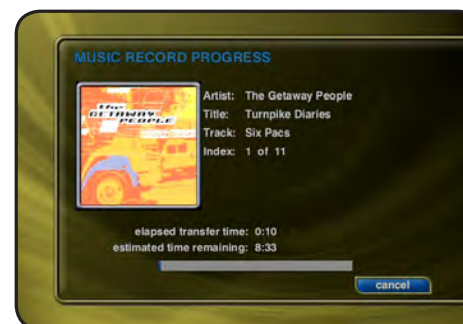 MUSIC RECORD PROGRESS
the
GETAWAY
PEOPLE
Artist: The Getaway People
Title: Turnpike Diaries
Track: Six Pacs
Index: 1 of 11
elapsed transfer time: 0:10
estimated time remaining: 8:33
cancel